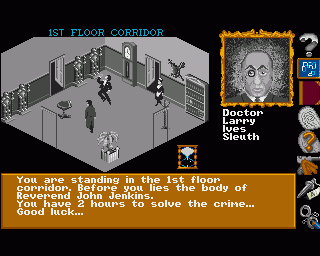 1ST FLOOR CORRIDOR
Doctor
Larry
Ives
Sleuth
You are standing in the 1st floor
corridor. Before you lies the body of
Reverend John Jenkins.
You have 2 hours to solve the crime...
Good luck...